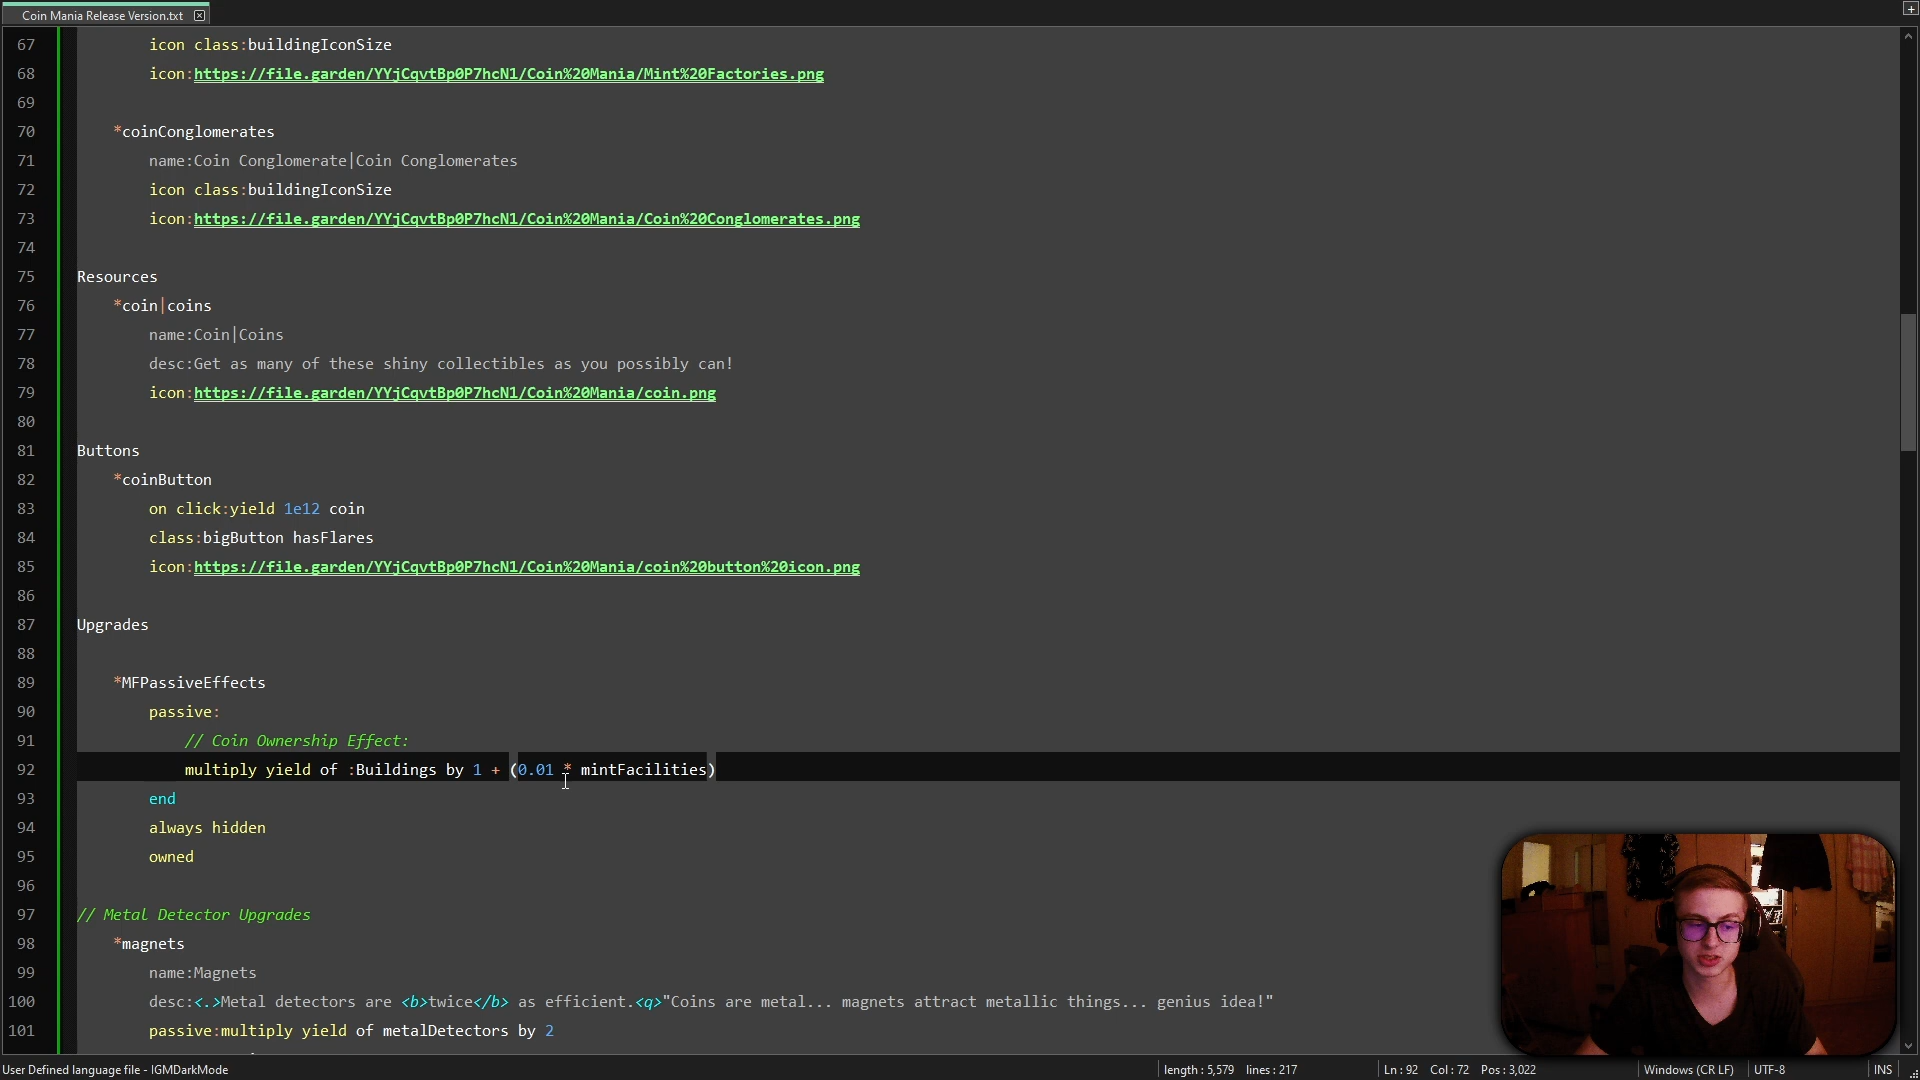 Coin Mania Release Version.txt
67 icon class:buildingIconSize
68 icon:https://file.garden/YYjCqvtBp0P7hcN1/Coin%20Mania/Mint%20Factories.png
69
70 *coinConglomerates
71 name:Coin Conglomerate|Coin Conglomerates
72 icon class:buildingIconSize
73 icon:https://file.garden/YYjCqvtBp0P7hcN1/Coin%20Mania/Coin%20Conglomerates.png
74
75 Resources
76 *coin|coins
77 name:Coin|Coins
78 desc:Get as many of these shiny collectibles as you possibly can!
79 icon:https://file.garden/YYjCqvtBp0P7hcN1/Coin%20Mania/coin.png
80
81 Buttons
82 *coinButton
83 on click:yield 1e12 coin
84 class:bigButton hasFlares
85 icon:https://file.garden/YYjCqvtBp0P7hcN1/Coin%20Mania/coin%20button%20icon.png
86
87 Upgrades
88
89 *MFPassiveEffects
90 passive:
91 // Coin Ownership Effect:
92 multiply yield of :Buildings by 1 + (0.01 * mintFacilities)
93 end
94 always hidden
95 owned
96
97 // Metal Detector Upgrades
98 *magnets
99 name:Magnets
100 desc:<.>Metal detectors are <b>twice</b> as efficient.<q>"Coins are metal... magnets attract metallic things... genius idea!"
101 passive:multiply yield of metalDetectors by 2
User Defined language file - IGMDarkMode length : 5,579 lines : 217 Ln : 92 Col : 72 Pos : 3,022 Windows (CR LF) UTF-8 INS